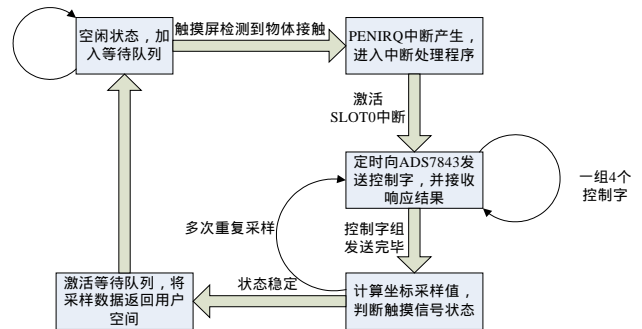 空闲状态，加
入等待队列
触摸屏检测到物体接触
PENIRQ中断产生，
进入中断处理程序
激活
SLOT0中断
定时向ADS7843发
送控制字，并接收
响应结果
一组4个
控制字
多次重复采样
控制字组
发送完毕
计算坐标采样值，
判断触摸信号状态
状态稳定
激活等待队列，将
采样数据返回用户
空间